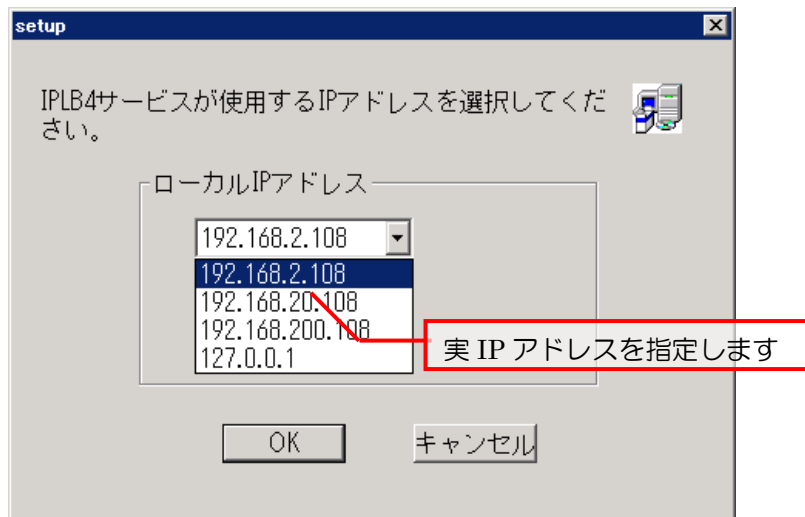 setup
IPLB4サービスが使用するIPアドレスを選択してくだ
さい。
ローカルIPアドレス
192.168.2.108
192.168.2.108
192.168.20.108
192.168.200.108
127.0.0.1
実 IP アドレスを指定します
OK
キャンセル